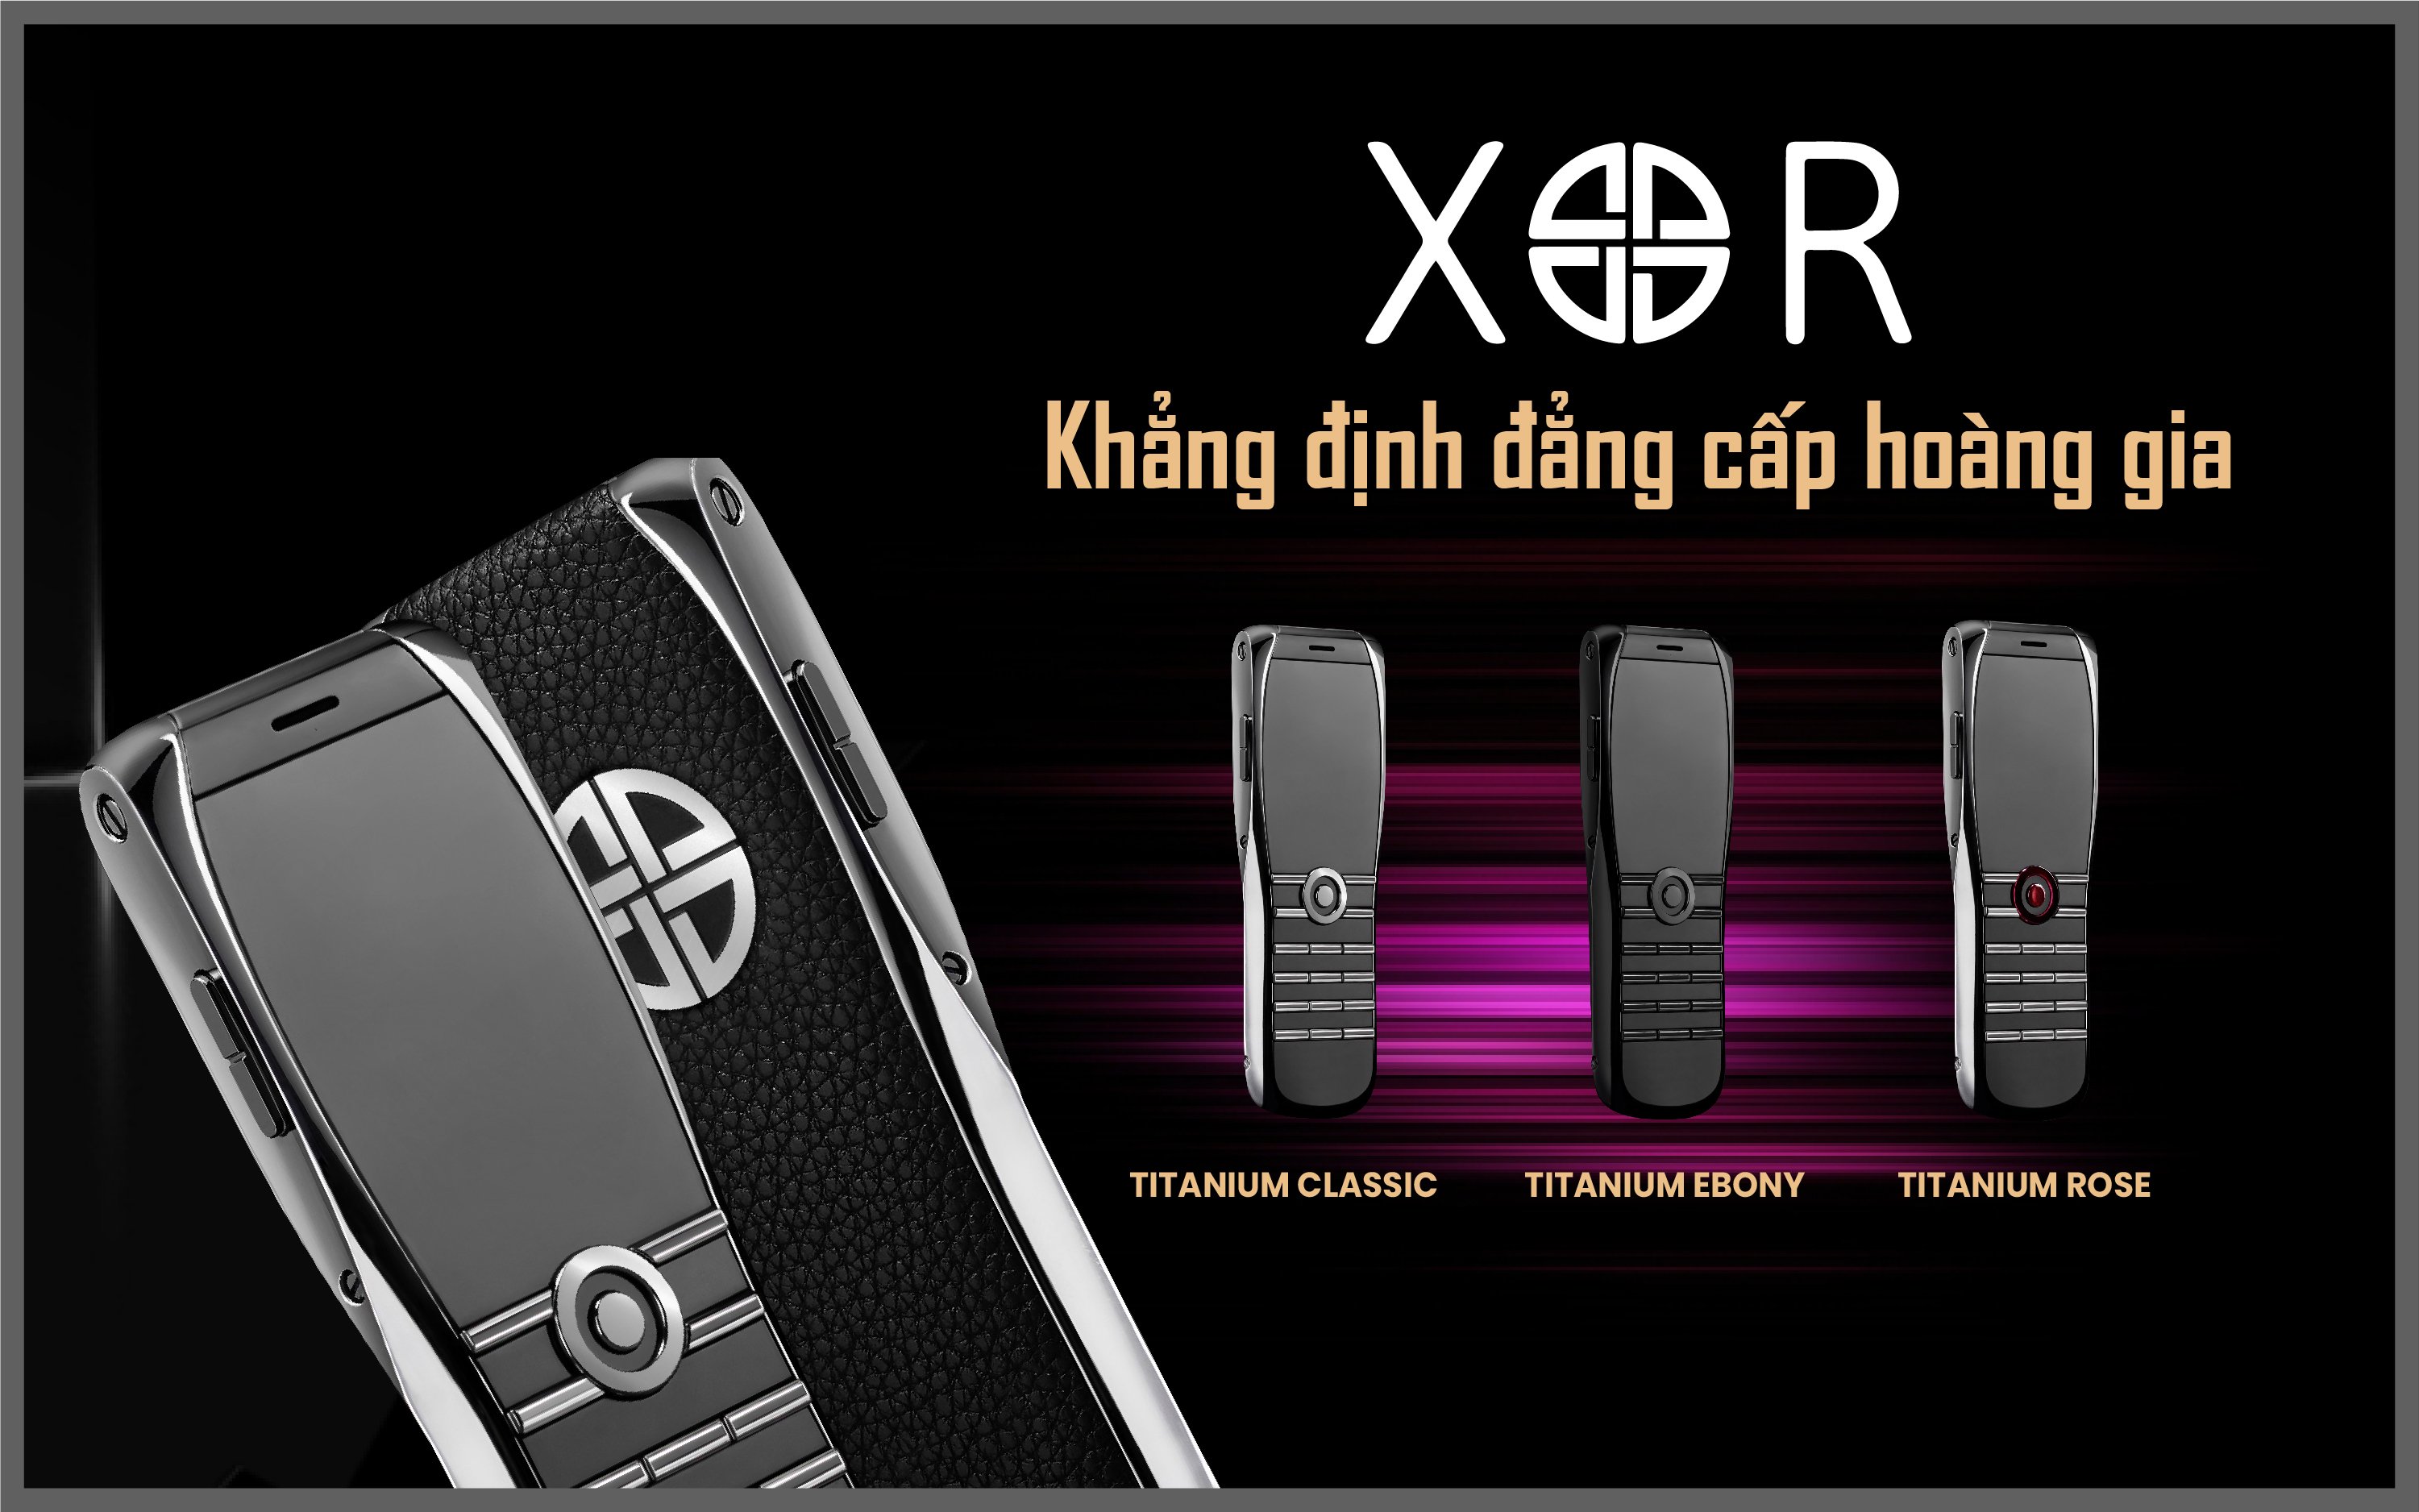 XOR
Khẳng định đẳng cấp hoàng gia
TITANIUM CLASSIC
TITANIUM EBONY
TITANIUM ROSE